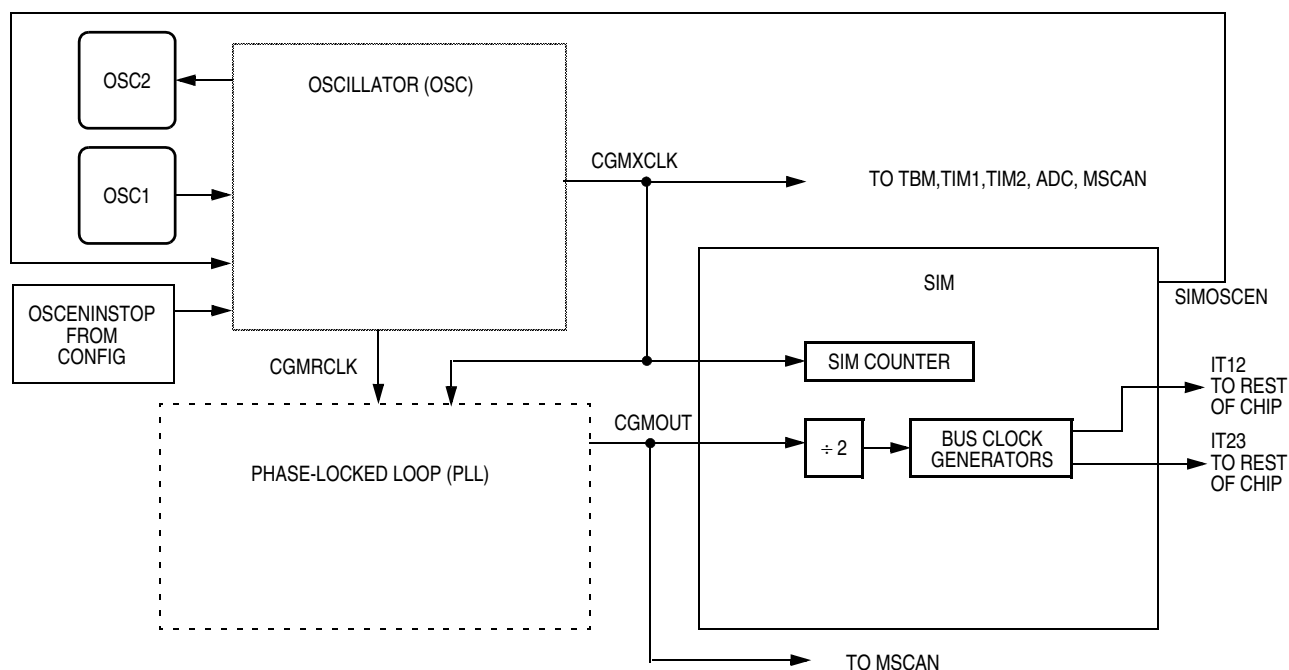 OSC2
OSCILLATOR (OSC)
CGMXCLK
TO TBM,TIM1,TIM2, ADC, MSCAN
OSC1
SIM
SIMOSCEN
OSCENINSTOP
FROM
CONFIG
CGMRCLK
SIM COUNTER
IT12
TO REST
OF CHIP
CGMOUT
÷ 2
BUS CLOCK
GENERATORS
IT23
TO REST
OF CHIP
PHASE-LOCKED LOOP (PLL)
TO MSCAN